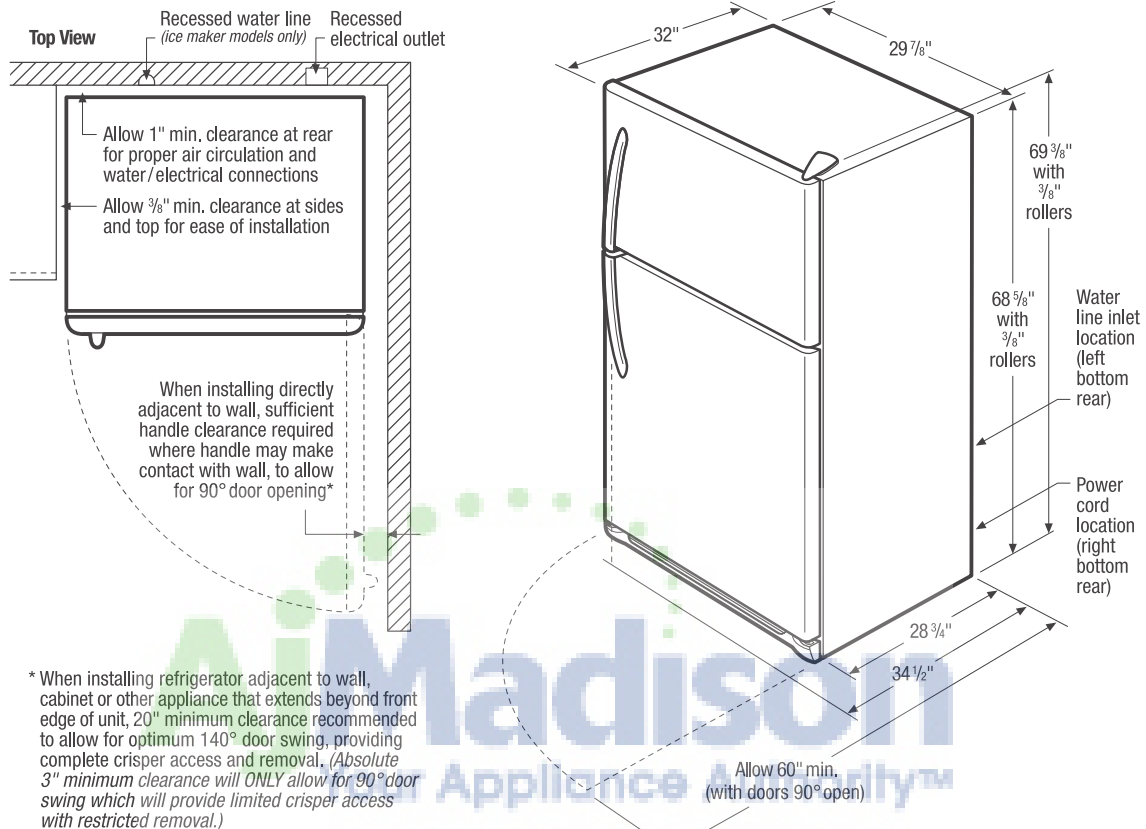 Top View
Recessed water line
(ice maker models only)
Recessed
electrical outlet
Allow 1" min. clearance at rear
for proper air circulation and
water/electrical connections
Allow 3/8" min. clearance at sides
and top for ease of installation
When installing directly
adjacent to wall, sufficient
handle clearance required
where handle may make
contact with wall, to allow
for 90° door opening*
* When installing refrigerator adjacent to wall,
cabinet or other appliance that extends beyond front
edge of unit, 20" minimum clearance recommended
to allow for optimum 140° door swing, providing
complete crisper access and removal. (Absolute
3" minimum clearance will ONLY allow for 90° door
swing which will provide limited crisper access
with restricted removal.)
32"
29 7/8"
69 3/8"
with
3/8"
rollers
68 5/8"
with
3/8"
rollers
Water
line inlet
location
(left
bottom
rear)
Power
cord
location
(right
bottom
rear)
28 3/4"
34 1/2"
Allow 60" min.
(with doors 90° open)
AjMadison
Your Appliance Authority™